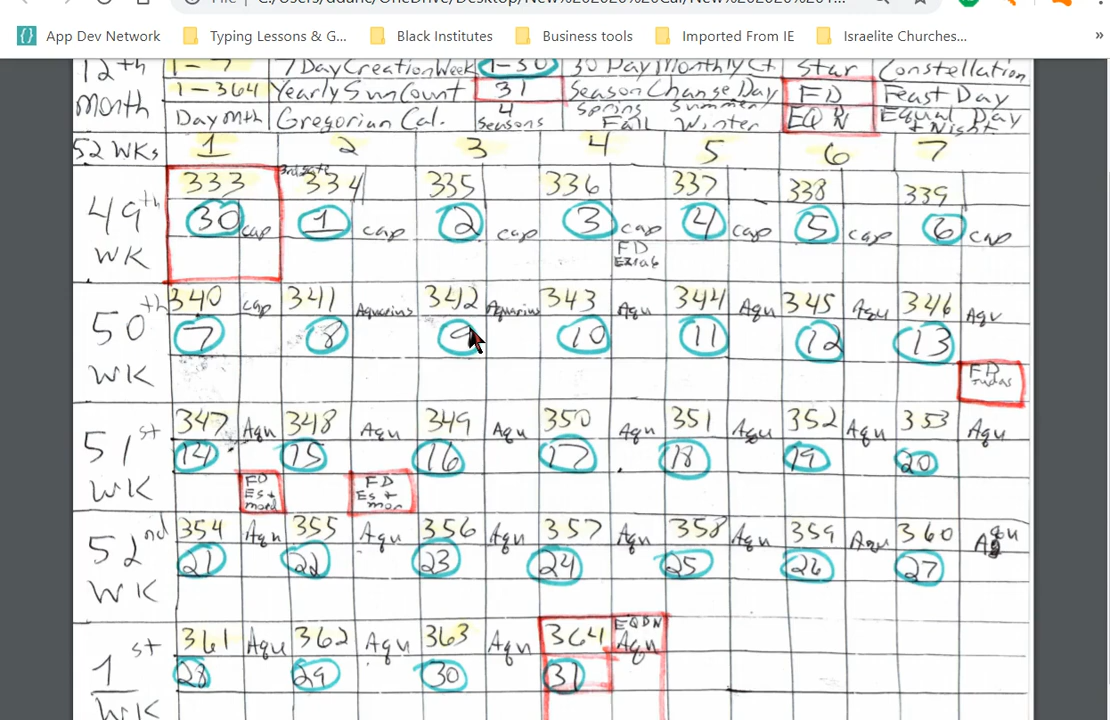 App Dev Network Typing Lessons & G... Black Institutes Business tools Imported From IE Israelite Churches... »
12th month
1-7 7 Day Creation Week 1-30 30 Day Monthly Ct Star Constellation
1-364 Yearly Sun Count 31 Season Change Day FD Feast Day
Day Mth Gregorian Cal. 4 Seasons Spring Summer Fall Winter EQ DN Equal Day + Night
52 WKs 1 2 3 4 5 6 7
49th WK
333 334 335 336 337 338 339
30 cap 1 cap 2 cap 3 cap 4 cap 5 cap 6 cap
FD Ezra 6
50th WK
340 cap 341 Aquarius 342 Aquarius 343 Aqu 344 Aqu 345 Aqu 346 Aqu
7 8 9 10 11 12 13
FD Judas
51st WK
347 Aqu 348 Aqu 349 Aqu 350 Aqu 351 Aqu 352 Aqu 353 Aqu
14 15 16 17 18 19 20
FD Es + mord FD Es + mor
52nd WK
354 Aqu 355 Aqu 356 Aqu 357 Aqu 358 Aqu 359 Aqu 360 Aqu
21 22 23 24 25 26 27
1st WK
361 Aqu 362 Aqu 363 Aqu 364 EQDN Aqu
28 29 30 31